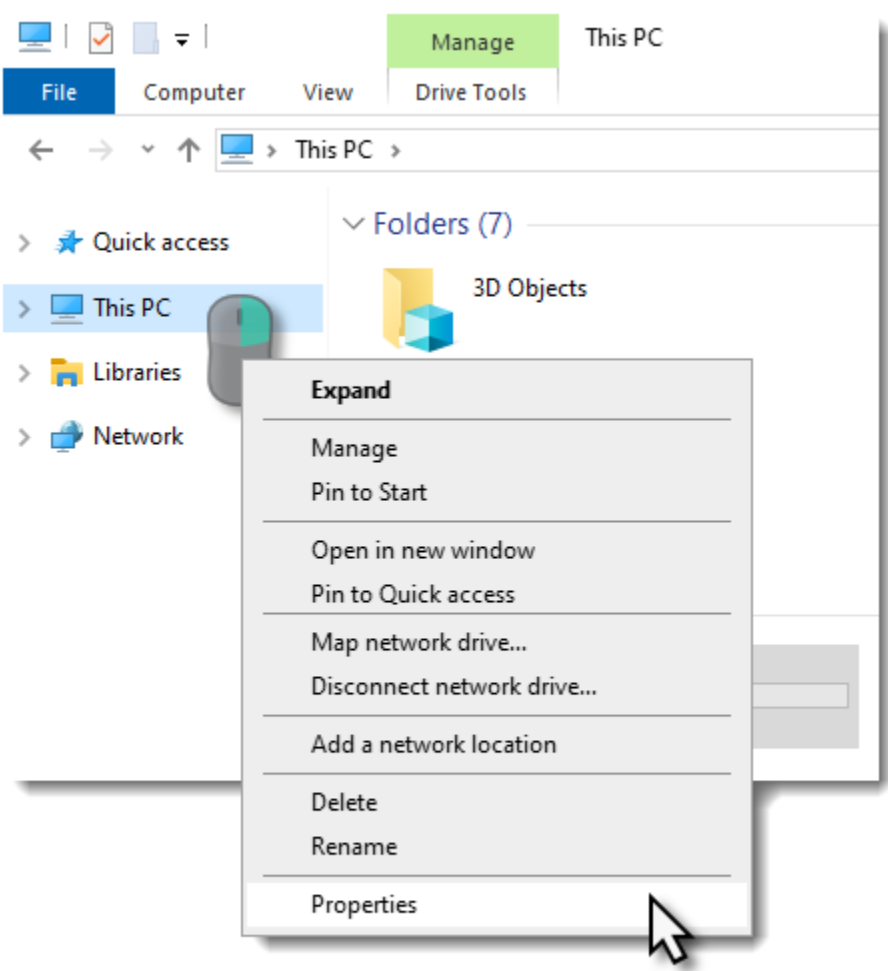 Manage
This PC
File
Computer
View
Drive Tools
This PC
Quick access
This PC
Libraries
Network
Folders (7)
3D Objects
Expand
Manage
Pin to Start
Open in new window
Pin to Quick access
Map network drive...
Disconnect network drive...
Add a network location
Delete
Rename
Properties